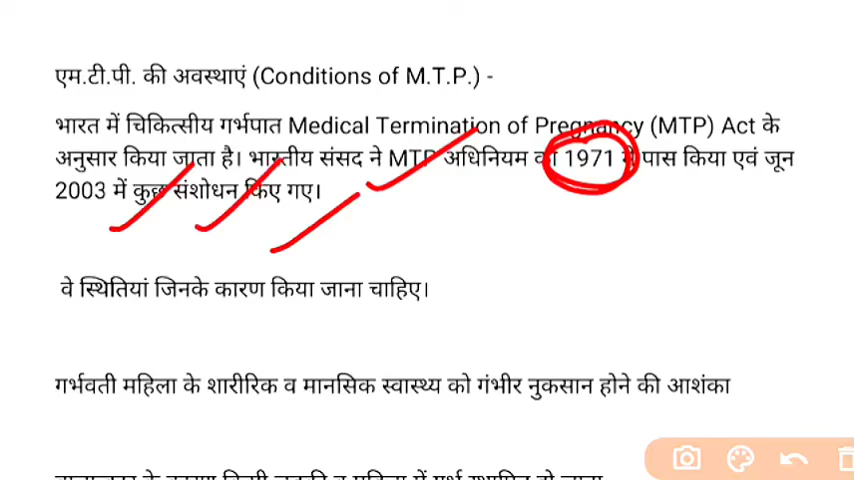 एम.टी.पी. की अवस्थाएं (Conditions of M.T.P.) -
भारत में चिकित्सीय गर्भपात Medical Termination of Pregnancy (MTP) Act के
अनुसार किया जाता है। भारतीय संसद ने MTP अधिनियम को 1971 में पास किया एवं जून
2003 में कुछ संशोधन किए गए।
वे स्थितियां जिनके कारण किया जाना चाहिए।
गर्भवती महिला के शारीरिक व मानसिक स्वास्थ्य को गंभीर नुकसान होने की आशंका